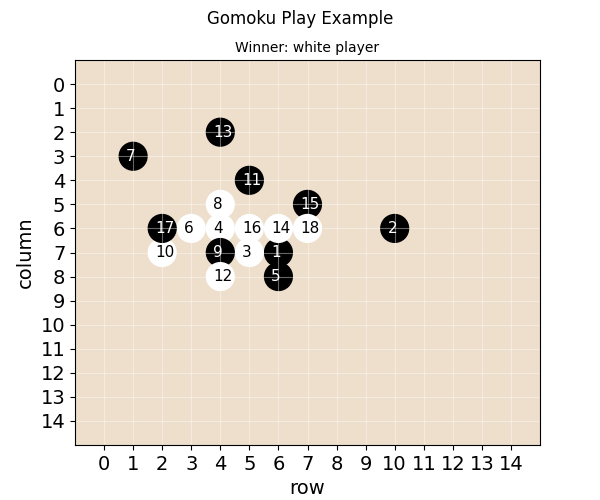 Gomoku Play Example
Winner: white player
0
1
2
3
4
5
6
7
8
9
10
11
12
13
14
column
13
7
11
8 15
17 6 4 16 14 18 2
10 9 3 1
12 5
0 1 2 3 4 5 6 7 8 9 10 11 12 13 14
row